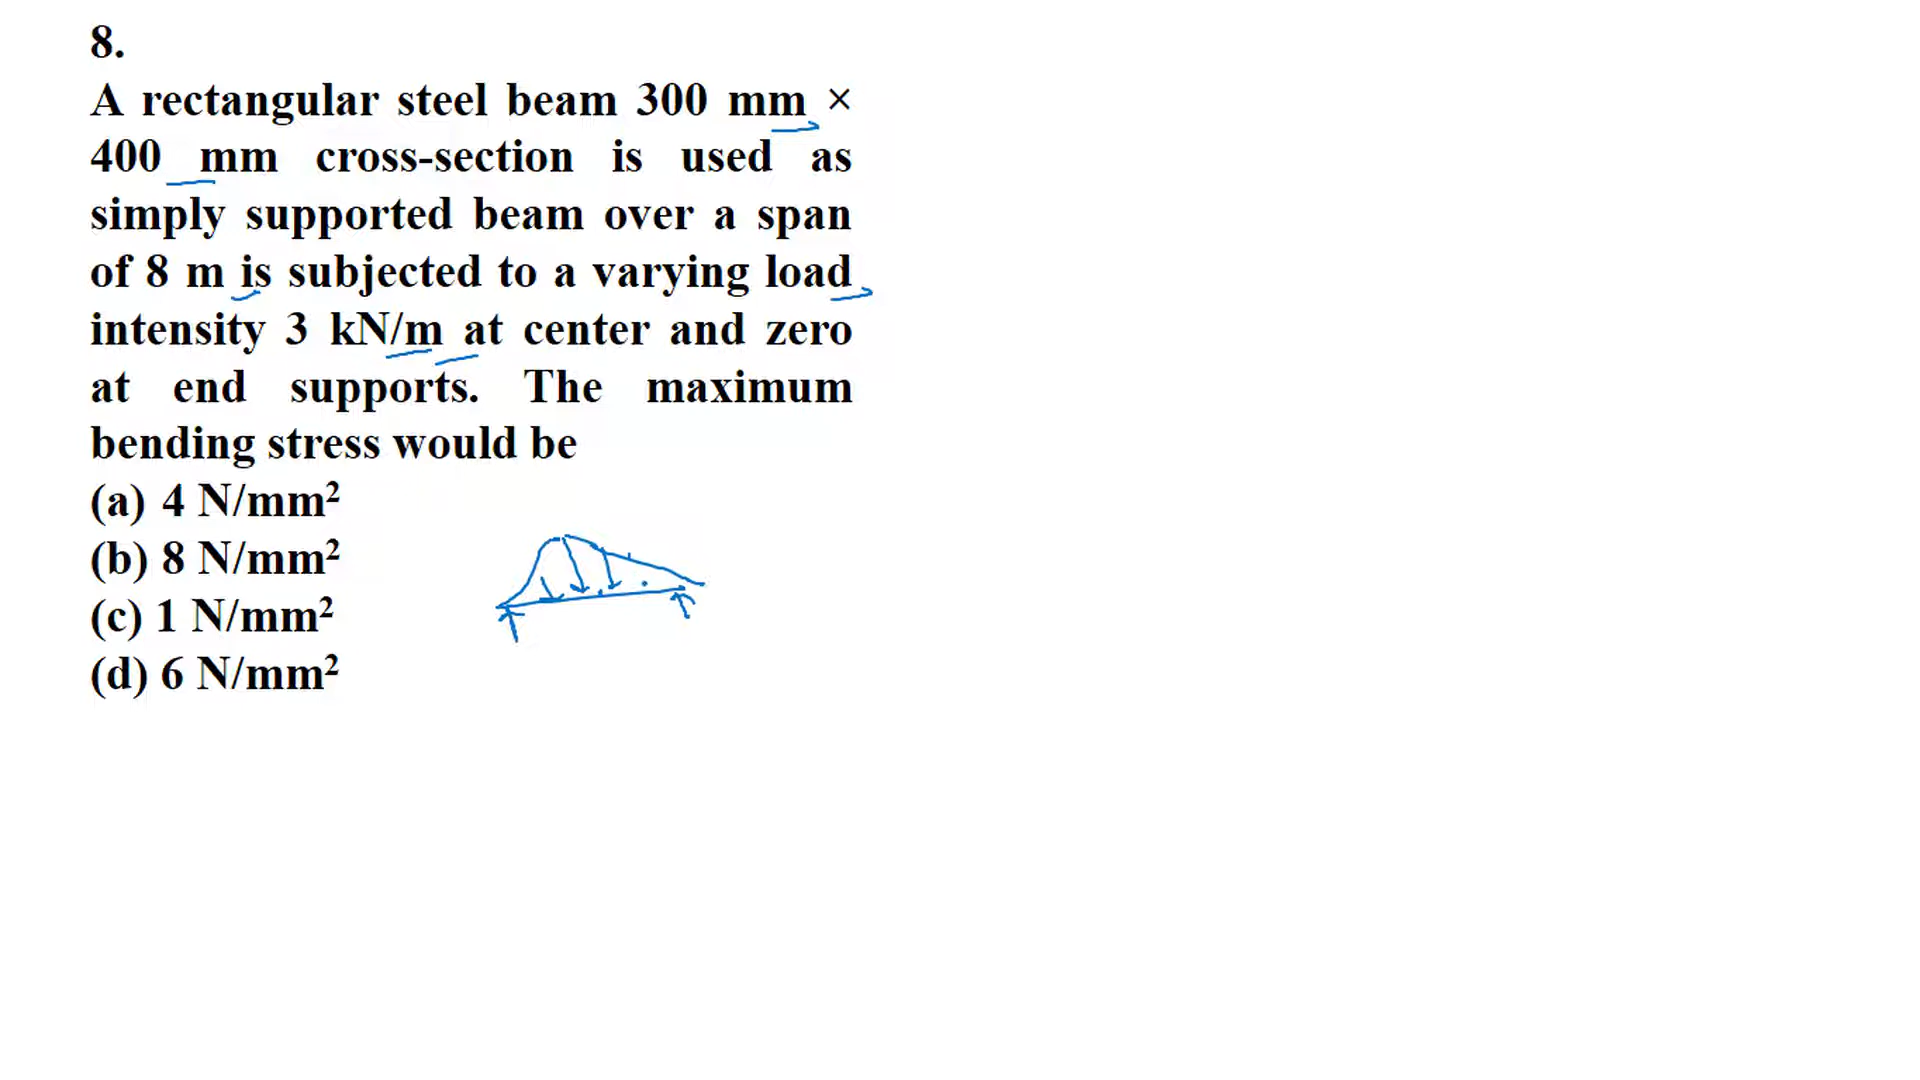 8.
A rectangular steel beam 300 mm ×
400 mm cross-section is used as
simply supported beam over a span
of 8 m is subjected to a varying load
intensity 3 kN/m at center and zero
at end supports. The maximum
bending stress would be
(a) 4 N/mm²
(b) 8 N/mm²
(c) 1 N/mm²
(d) 6 N/mm²